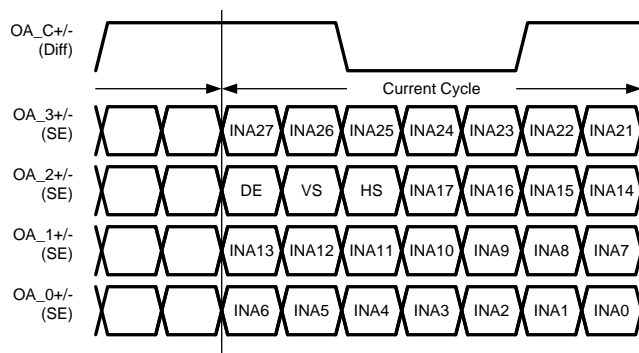 OA_C+/-
(Diff)
Current Cycle
OA_3+/-
(SE)
INA27 INA26 INA25 INA24 INA23 INA22 INA21
OA_2+/-
(SE)
DE VS HS INA17 INA16 INA15 INA14
OA_1+/-
(SE)
INA13 INA12 INA11 INA10 INA9 INA8 INA7
OA_0+/-
(SE)
INA6 INA5 INA4 INA3 INA2 INA1 INA0